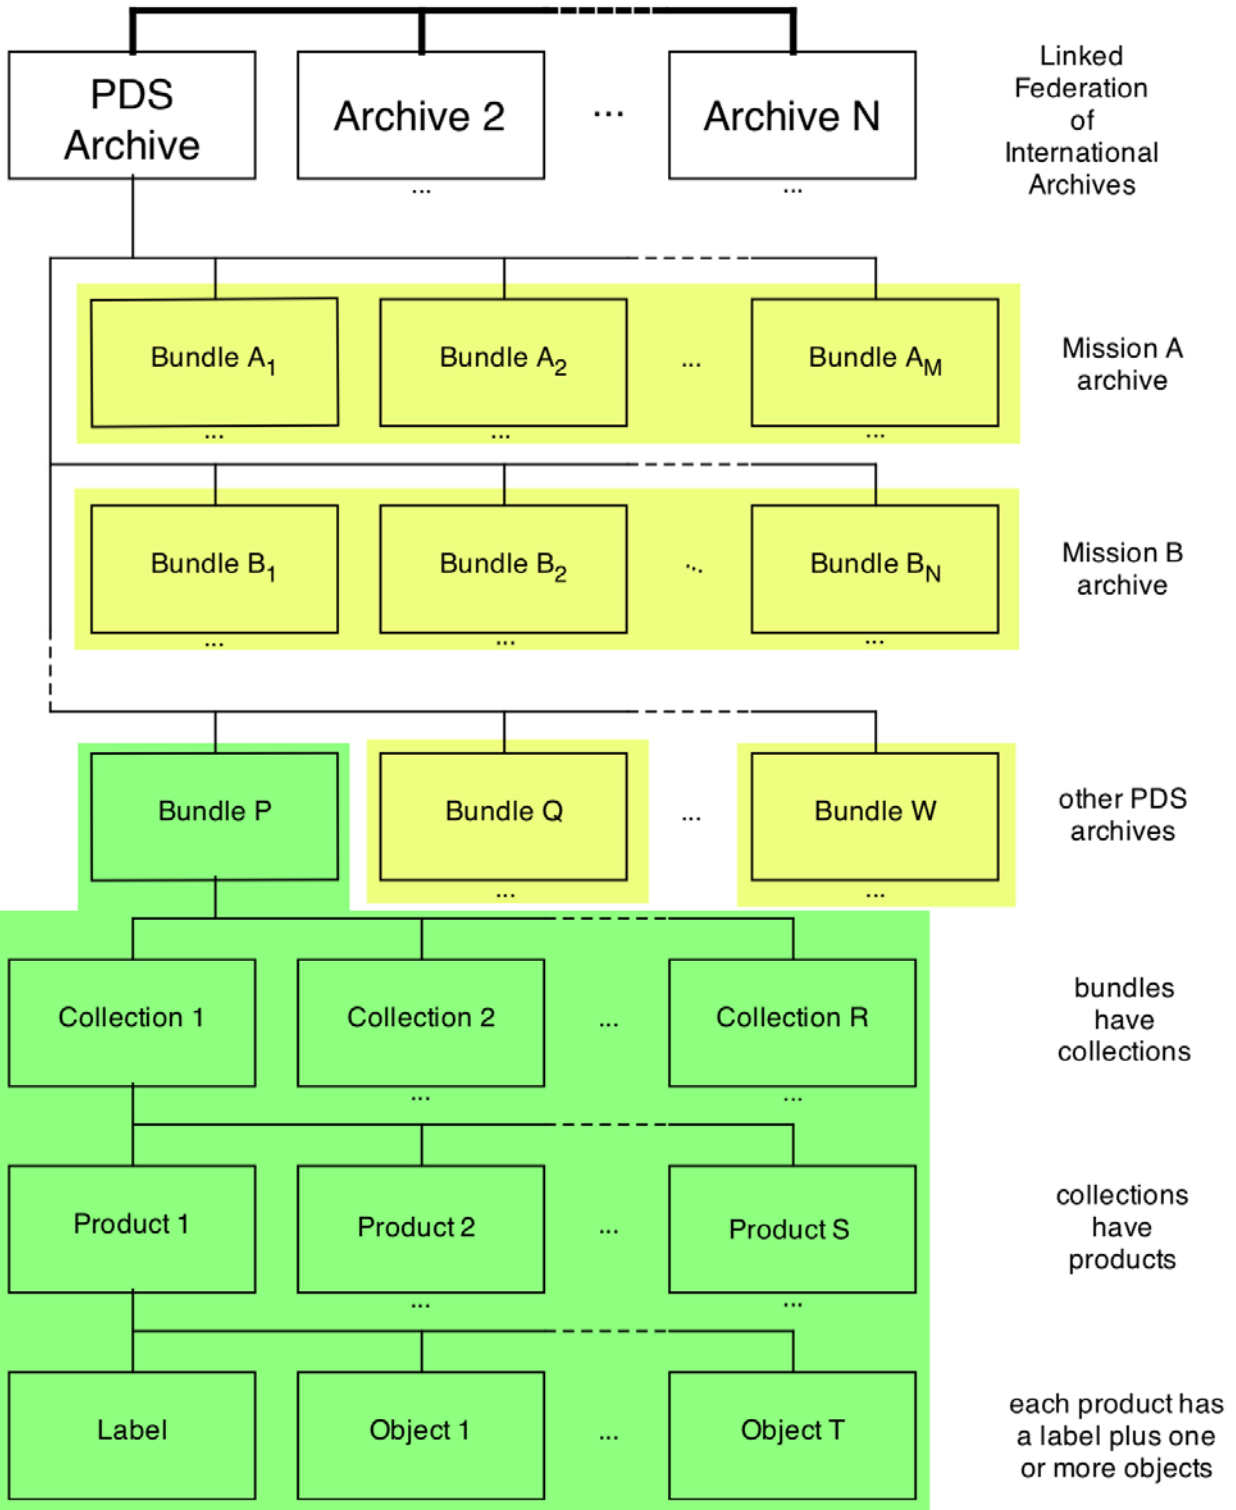 PDS
Archive
Archive 2
...
Archive N
...
...
Linked
Federation
of
International
Archives
Bundle A1
Bundle A2
...
Bundle AM
...
...
...
Mission A
archive
Bundle B1
Bundle B2
...
Bundle BN
...
...
...
Mission B
archive
Bundle P
Bundle Q
...
Bundle W
...
...
other PDS
archives
Collection 1
Collection 2
...
Collection R
...
...
bundles
have
collections
Product 1
Product 2
...
Product S
...
...
collections
have
products
Label
Object 1
...
Object T
each product has
a label plus one
or more objects